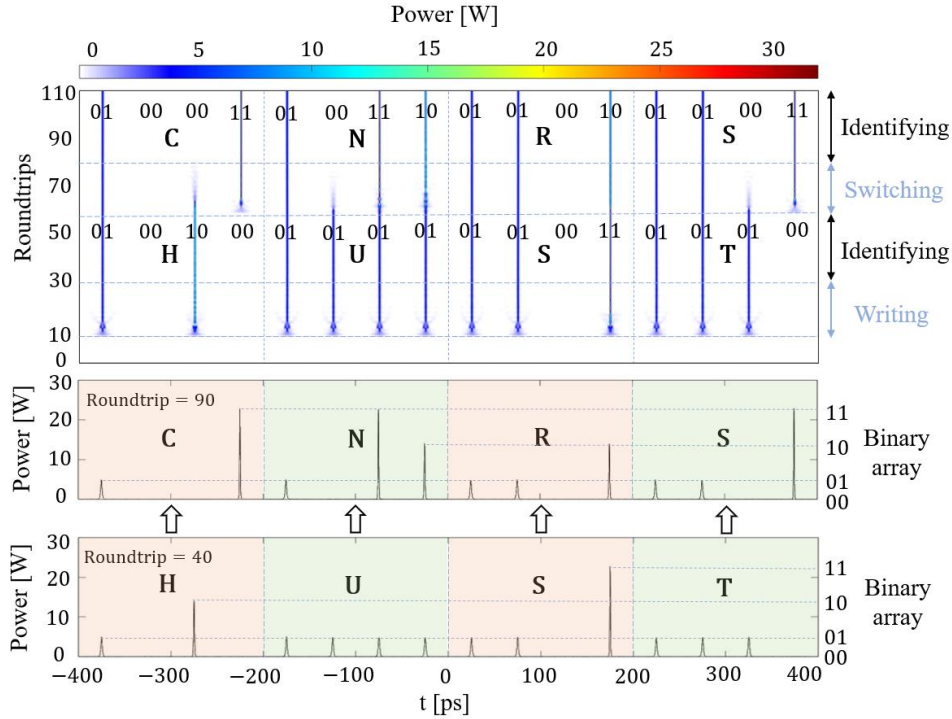 Power [W]
0 5 10 15 20 25 30
110
90
70
50
30
10
0
Roundtrips
01 00 00 11 01 00 11 10 01 01 00 10 01 01 00 11
C N R S
01 00 10 00 01 01 01 01 01 01 00 11 01 01 01 00
H U S T
Identifying
Switching
Identifying
Writing
30
20
10
0
Power [W]
Roundtrip = 90
C N R S
11
10
01
00
Binary
array
30
20
10
0
Power [W]
Roundtrip = 40
H U S T
11
10
01
00
Binary
array
−400 −300 −200 −100 0 100 200 300 400
t [ps]